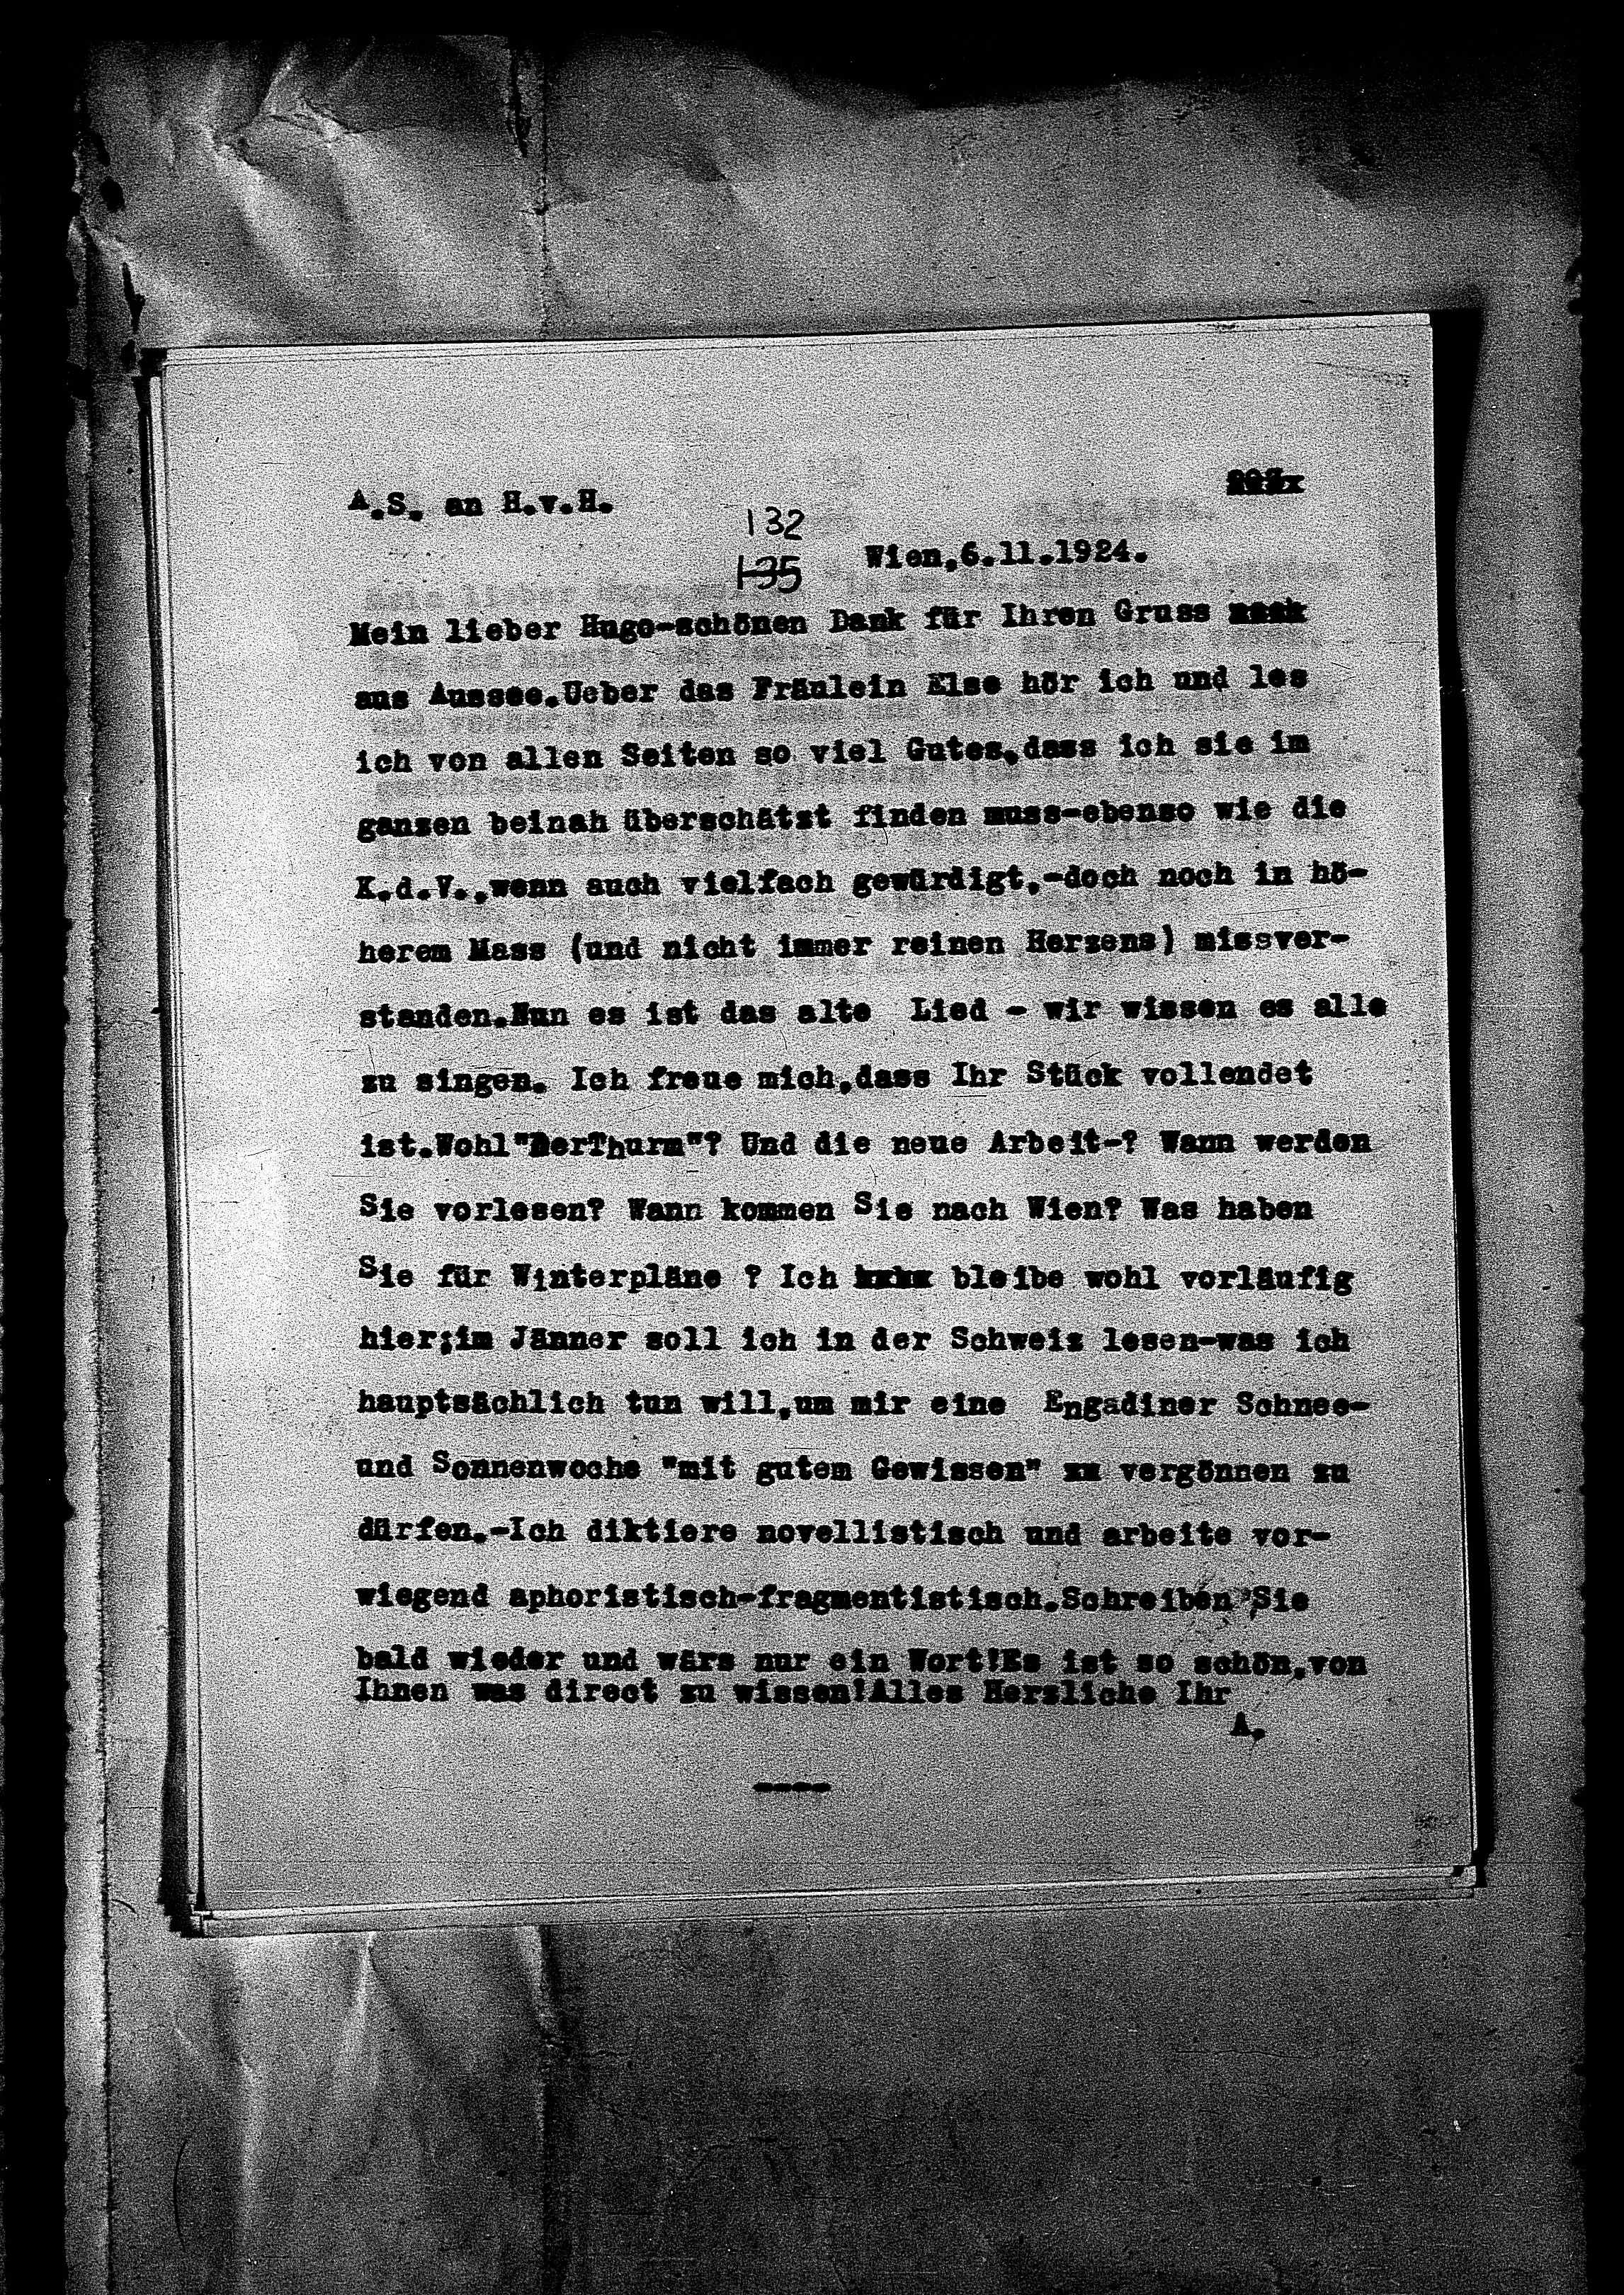 A.S. an H.v.H.
132
135
Wien,6.11.1924.
Mein lieber Hugo-schönen Dank für Ihren Gruss
aus Aussee.Ueber das Fräulein Else hör ich und les
ich von allen Seiten so viel Gutes,dass ich sie im
ganzen beinah überschätzt finden muss-ebenso wie die
K.d.V.,wenn auch vielfach gewürdigt,-doch noch in hö-
herem Mass (und nicht immer reinen Herzens) missver-
standen.Nun es ist das alte Lied - wir wissen es alle
zu singen. Ich freue mich,dass Ihr Stück vollendet
ist.Wohl"DerThurm"? Und die neue Arbeit-? Wann werden
Sie vorlesen? Wann kommen Sie nach Wien? Was haben
Sie für Winterpläne ? Ich bleibe wohl vorläufig
hier;im Jänner soll ich in der Schweiz lesen-was ich
hauptsächlich tun will,um mir eine Engadiner Schnee-
und Sonnenwoche "mit gutem Gewissen" vergönnen zu
dürfen.-Ich diktiere novellistisch und arbeite vor-
wiegend aphoristisch-fragmentistisch.Schreiben Sie
bald wieder und wärs nur ein Wort!Es ist so schön,von
Ihnen was direct zu wissen!Alles Herzliche Ihr
A.
----